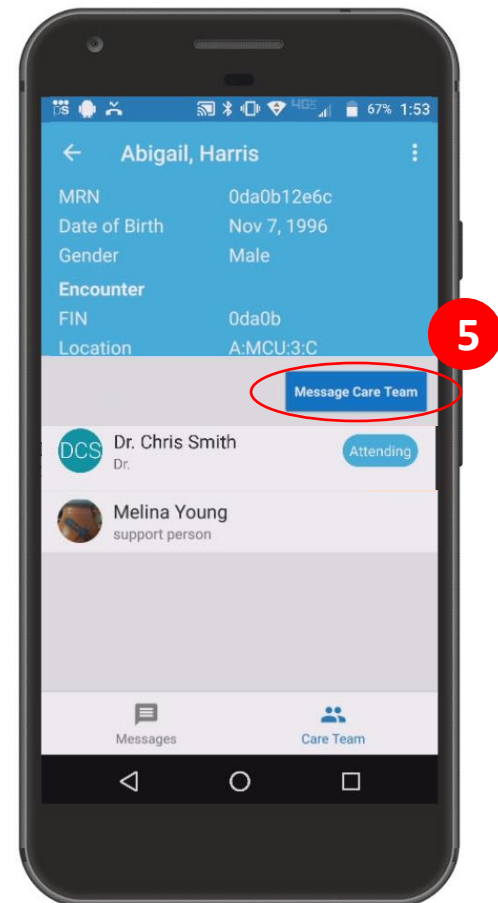 67% 1:53
Abigail, Harris
MRN 0da0b12e6c
Date of Birth Nov 7, 1996
Gender Male
Encounter
FIN 0da0b
Location A:MCU:3:C
5
Message Care Team
DCS Dr. Chris Smith Attending
Dr.
Melina Young
support person
Messages Care Team